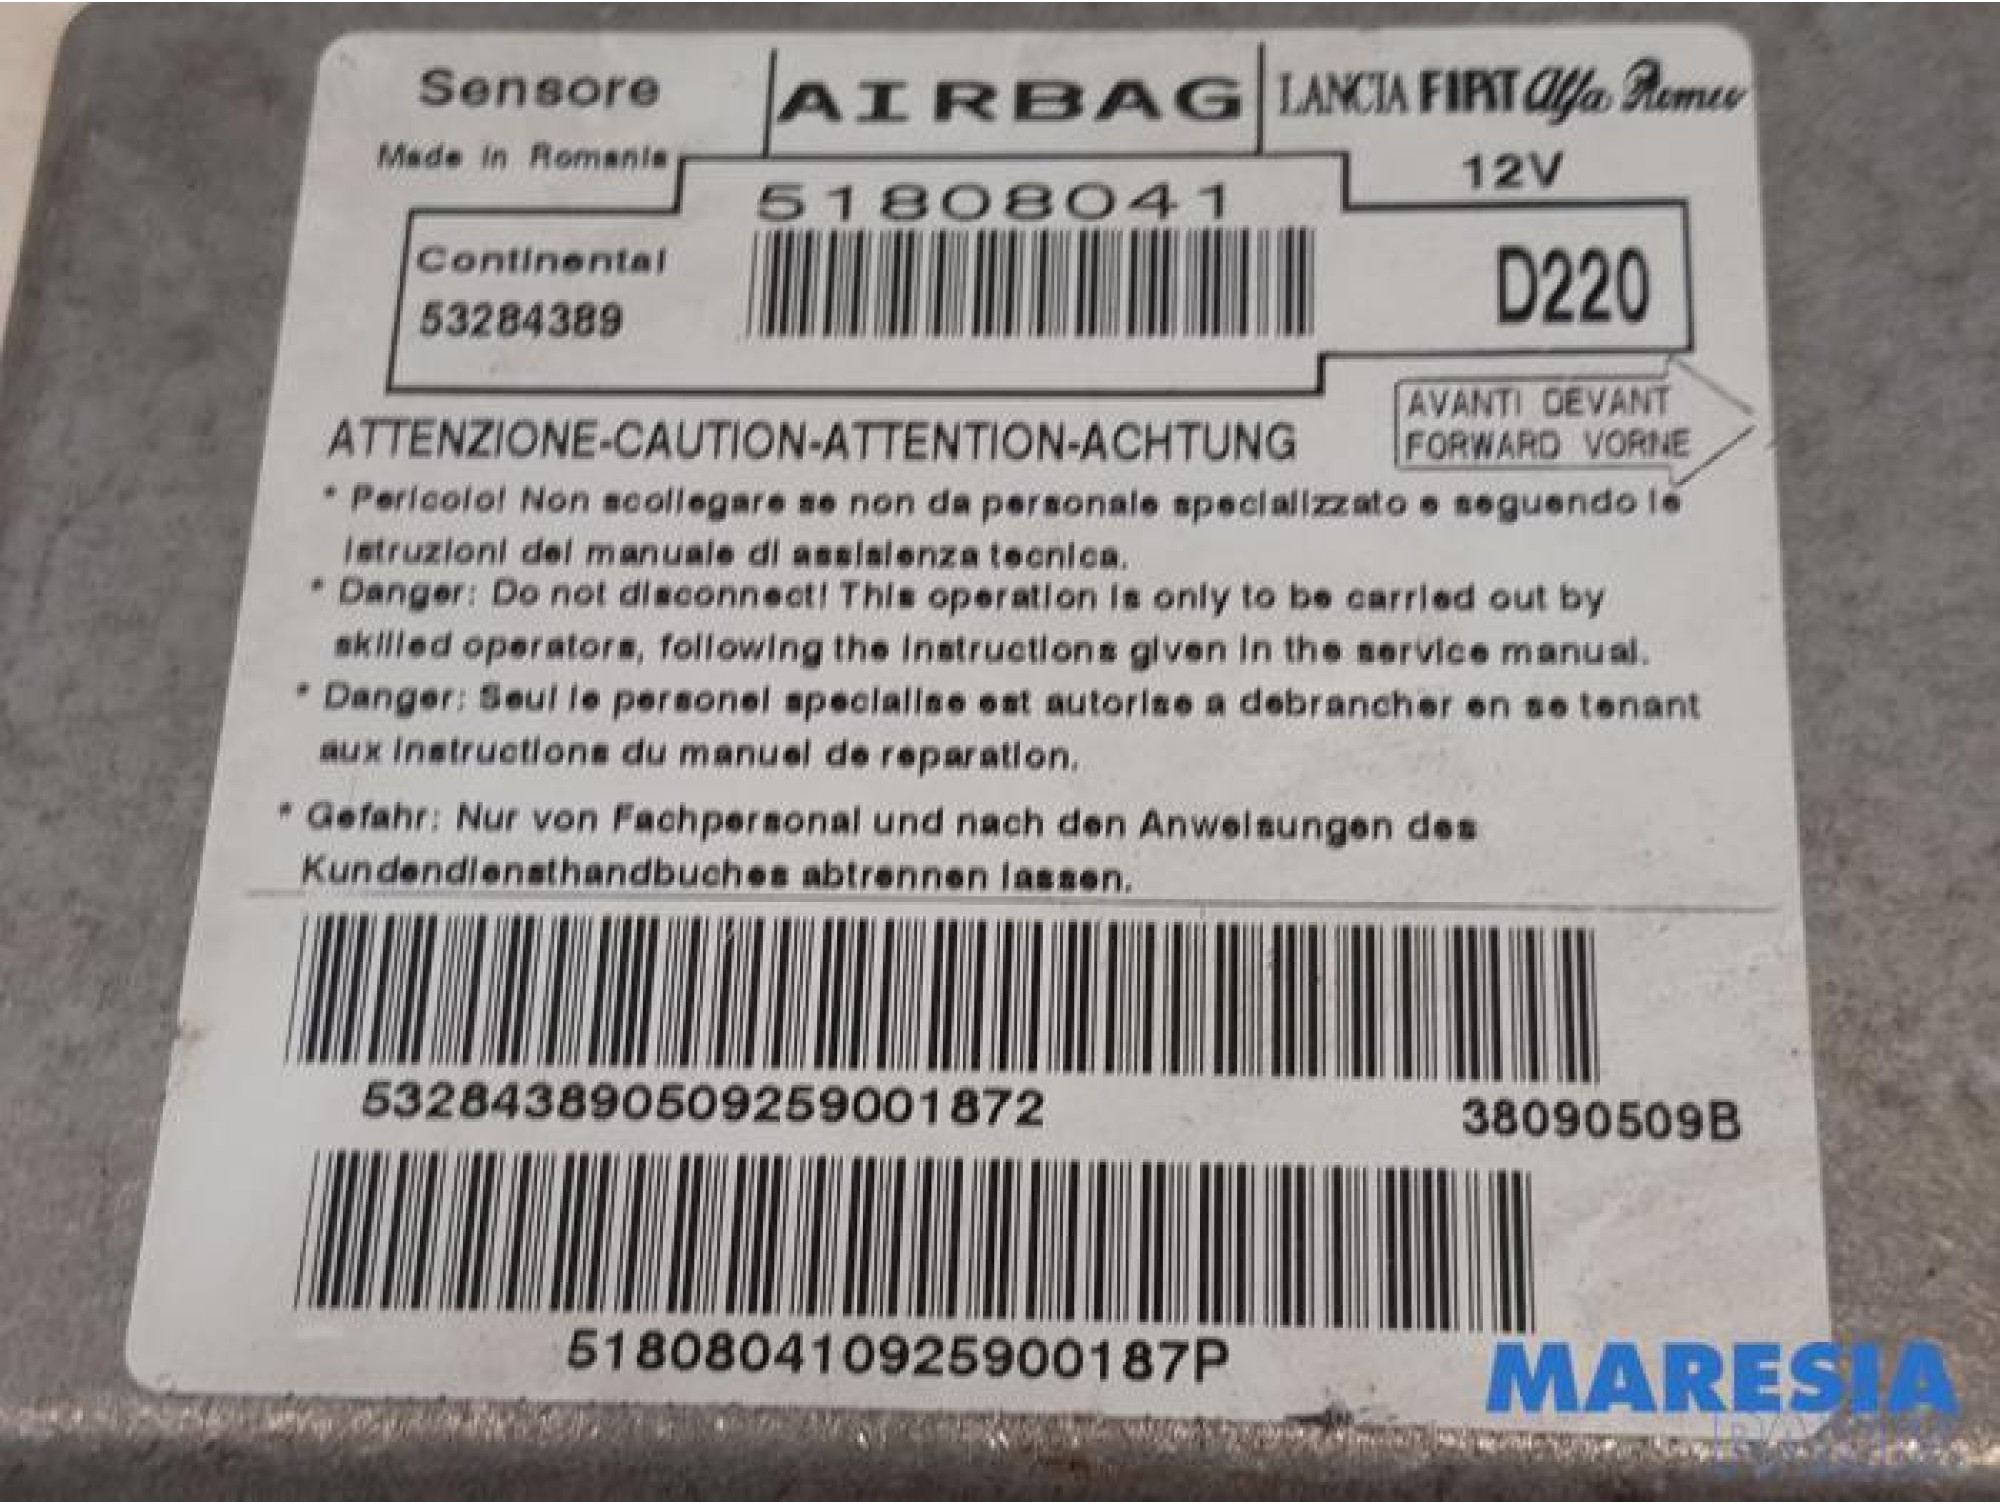 Sensore
AIRBAG
LANCIA FIAT Alfa Romeo
Made in Romania
12V
51808041
Continental
53284389
D220
AVANTI DEVANT
FORWARD VORNE
ATTENZIONE-CAUTION-ATTENTION-ACHTUNG
* Pericolo! Non scollegare se non da personale specializzato e seguendo le
istruzioni del manuale di assisienza tecnica.
* Danger: Do not disconnect! This operation is only to be carried out by
skilled operators, following the instructions given in the service manual.
* Danger: Seul le personel specialise est autorise a debrancher en se tenant
aux instructions du manuel de reparation.
* Gefahr: Nur von Fachpersonal und nach den Anweisungen des
Kundendiensthandbuches abtrennen lassen.
532843890509259001872
38090509B
518080410925900187P
MARESIA
PARTS